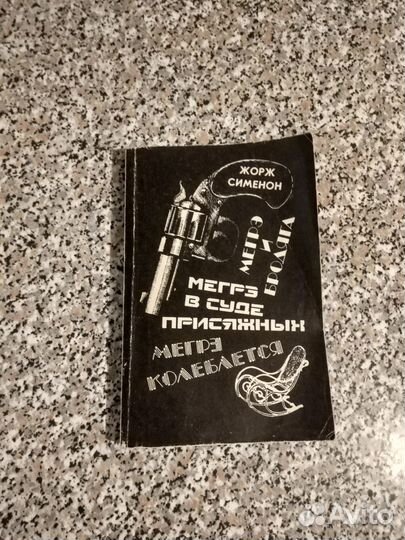 ЖОРЖ
СИМЕНОН
МЕГРЭ
И
БРОДЯГА
МЕГРЭ
В СУДЕ
ПРИСЯЖНЫХ
МЕГРЭ
КОЛЕБЛЕТСЯ
Avito